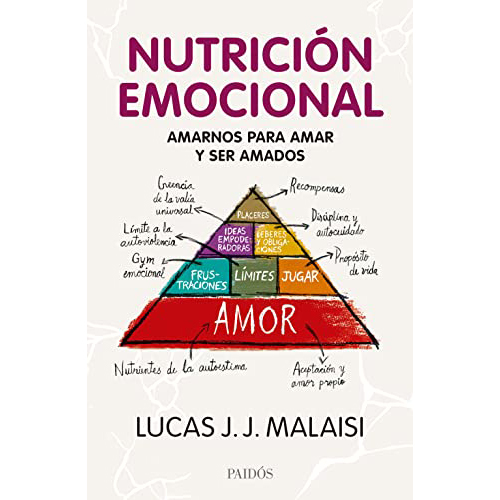 NUTRICIÓN
EMOCIONAL
AMARNOS PARA AMAR
Y SER AMADOS
Creencia
de la valía
universal
Recompensas
PLACERES
Límite a la
autoviolencia
IDEAS
EMPODE-
RADORAS
DEBERES
Y OBLIGA-
CIONES
Disciplina y
autocuidado
Gym
emocional
FRUS-
TRACIONES
LÍMITES
JUGAR
Propósito
de vida
AMOR
Nutrientes de la autoestima
Aceptación y
amor propio
LUCAS J. J. MALAISI
PAIDÓS